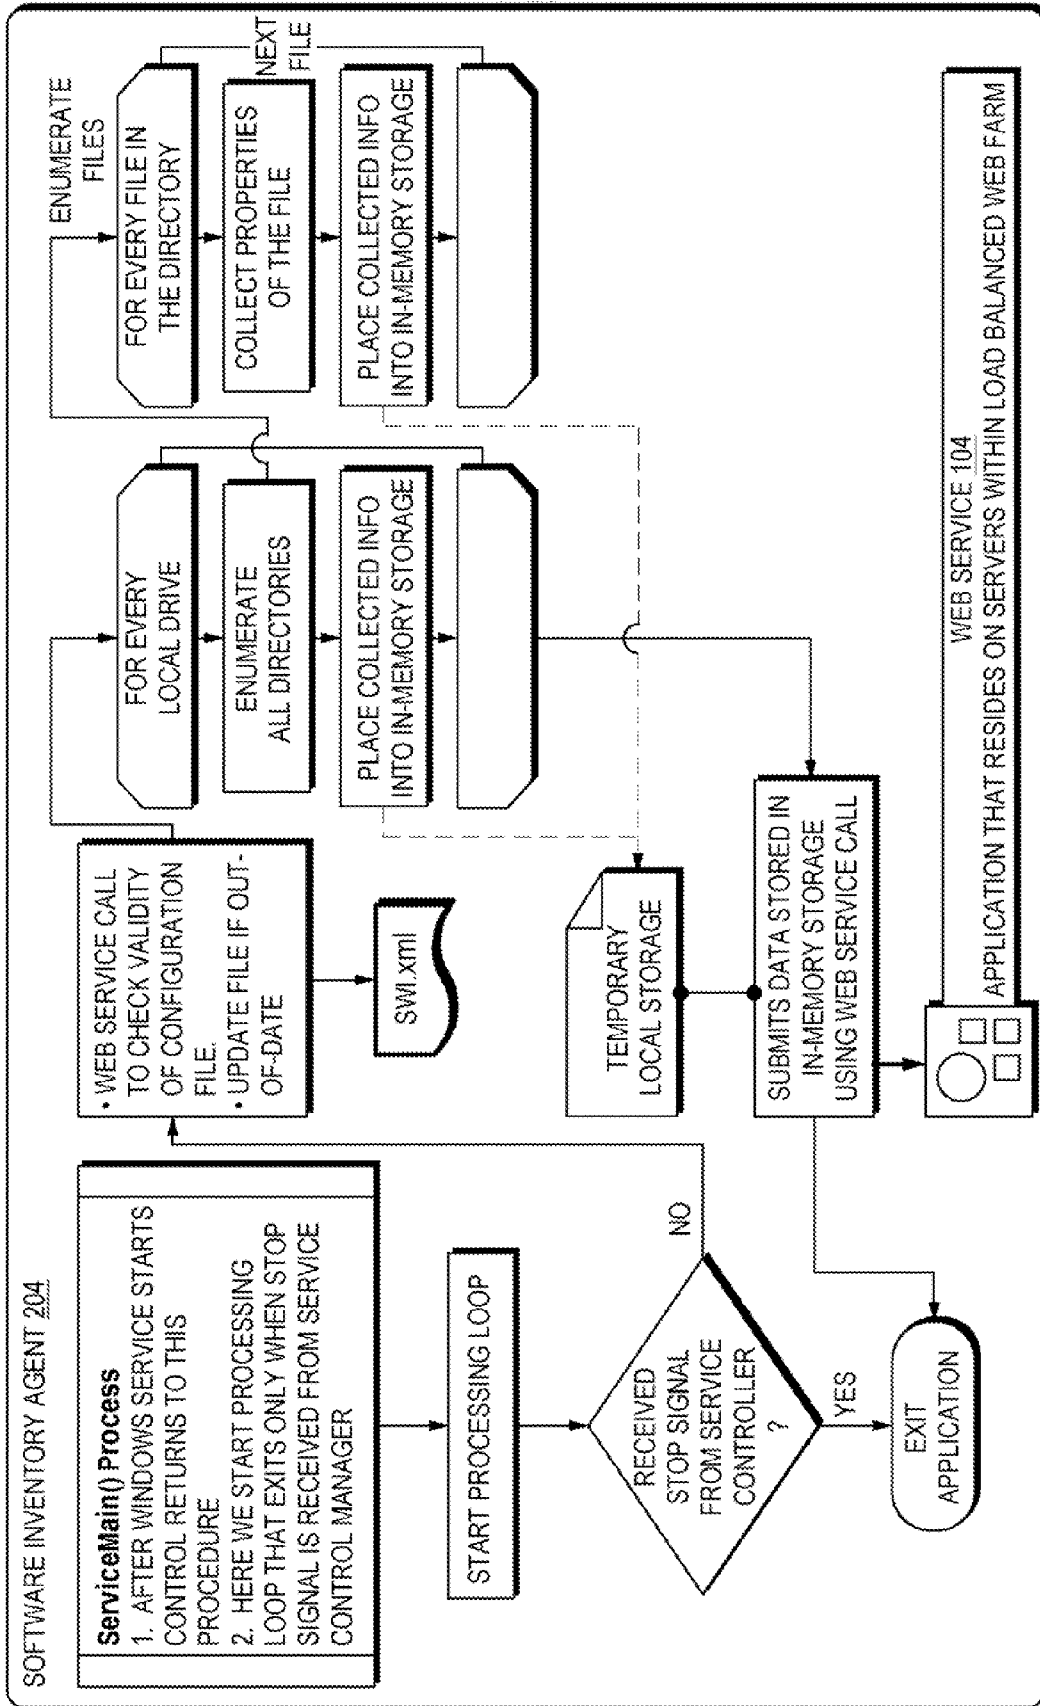 SOFTWARE INVENTORY AGENT 204
ServiceMain() Process
1. AFTER WINDOWS SERVICE STARTS
CONTROL RETURNS TO THIS
PROCEDURE
2. HERE WE START PROCESSING
LOOP THAT EXITS ONLY WHEN STOP
SIGNAL IS RECEIVED FROM SERVICE
CONTROL MANAGER
START PROCESSING LOOP
RECEIVED
STOP SIGNAL
FROM SERVICE
CONTROLLER
?
NO
YES
EXIT
APPLICATION
• WEB SERVICE CALL
TO CHECK VALIDITY
OF CONFIGURATION
FILE.
• UPDATE FILE IF OUT-
OF-DATE
SWI.xml
TEMPORARY
LOCAL STORAGE
SUBMITS DATA STORED IN
IN-MEMORY STORAGE
USING WEB SERVICE CALL
FOR EVERY
LOCAL DRIVE
ENUMERATE
ALL DIRECTORIES
PLACE COLLECTED INFO
INTO IN-MEMORY STORAGE
ENUMERATE
FILES
FOR EVERY FILE IN
THE DIRECTORY
COLLECT PROPERTIES
OF THE FILE
NEXT
FILE
PLACE COLLECTED INFO
INTO IN-MEMORY STORAGE
WEB SERVICE 104
APPLICATION THAT RESIDES ON SERVERS WITHIN LOAD BALANCED WEB FARM